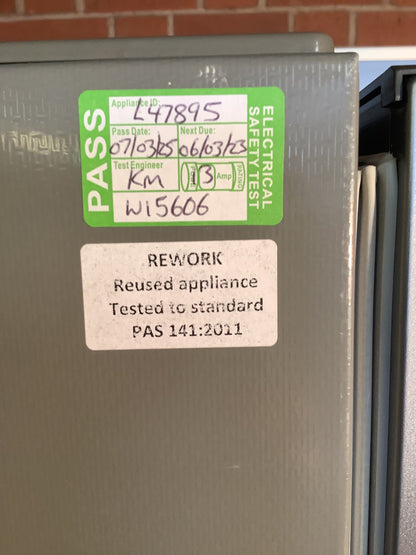 PASS
ELECTRICAL
SAFETY TEST
Appliance ID:
L47895
Pass Date:
Next Due:
07/03/25
06/03/23
Test Engineer
KM
13 Amp
W15606
REWORK
Reused appliance
Tested to standard
PAS 141:2011